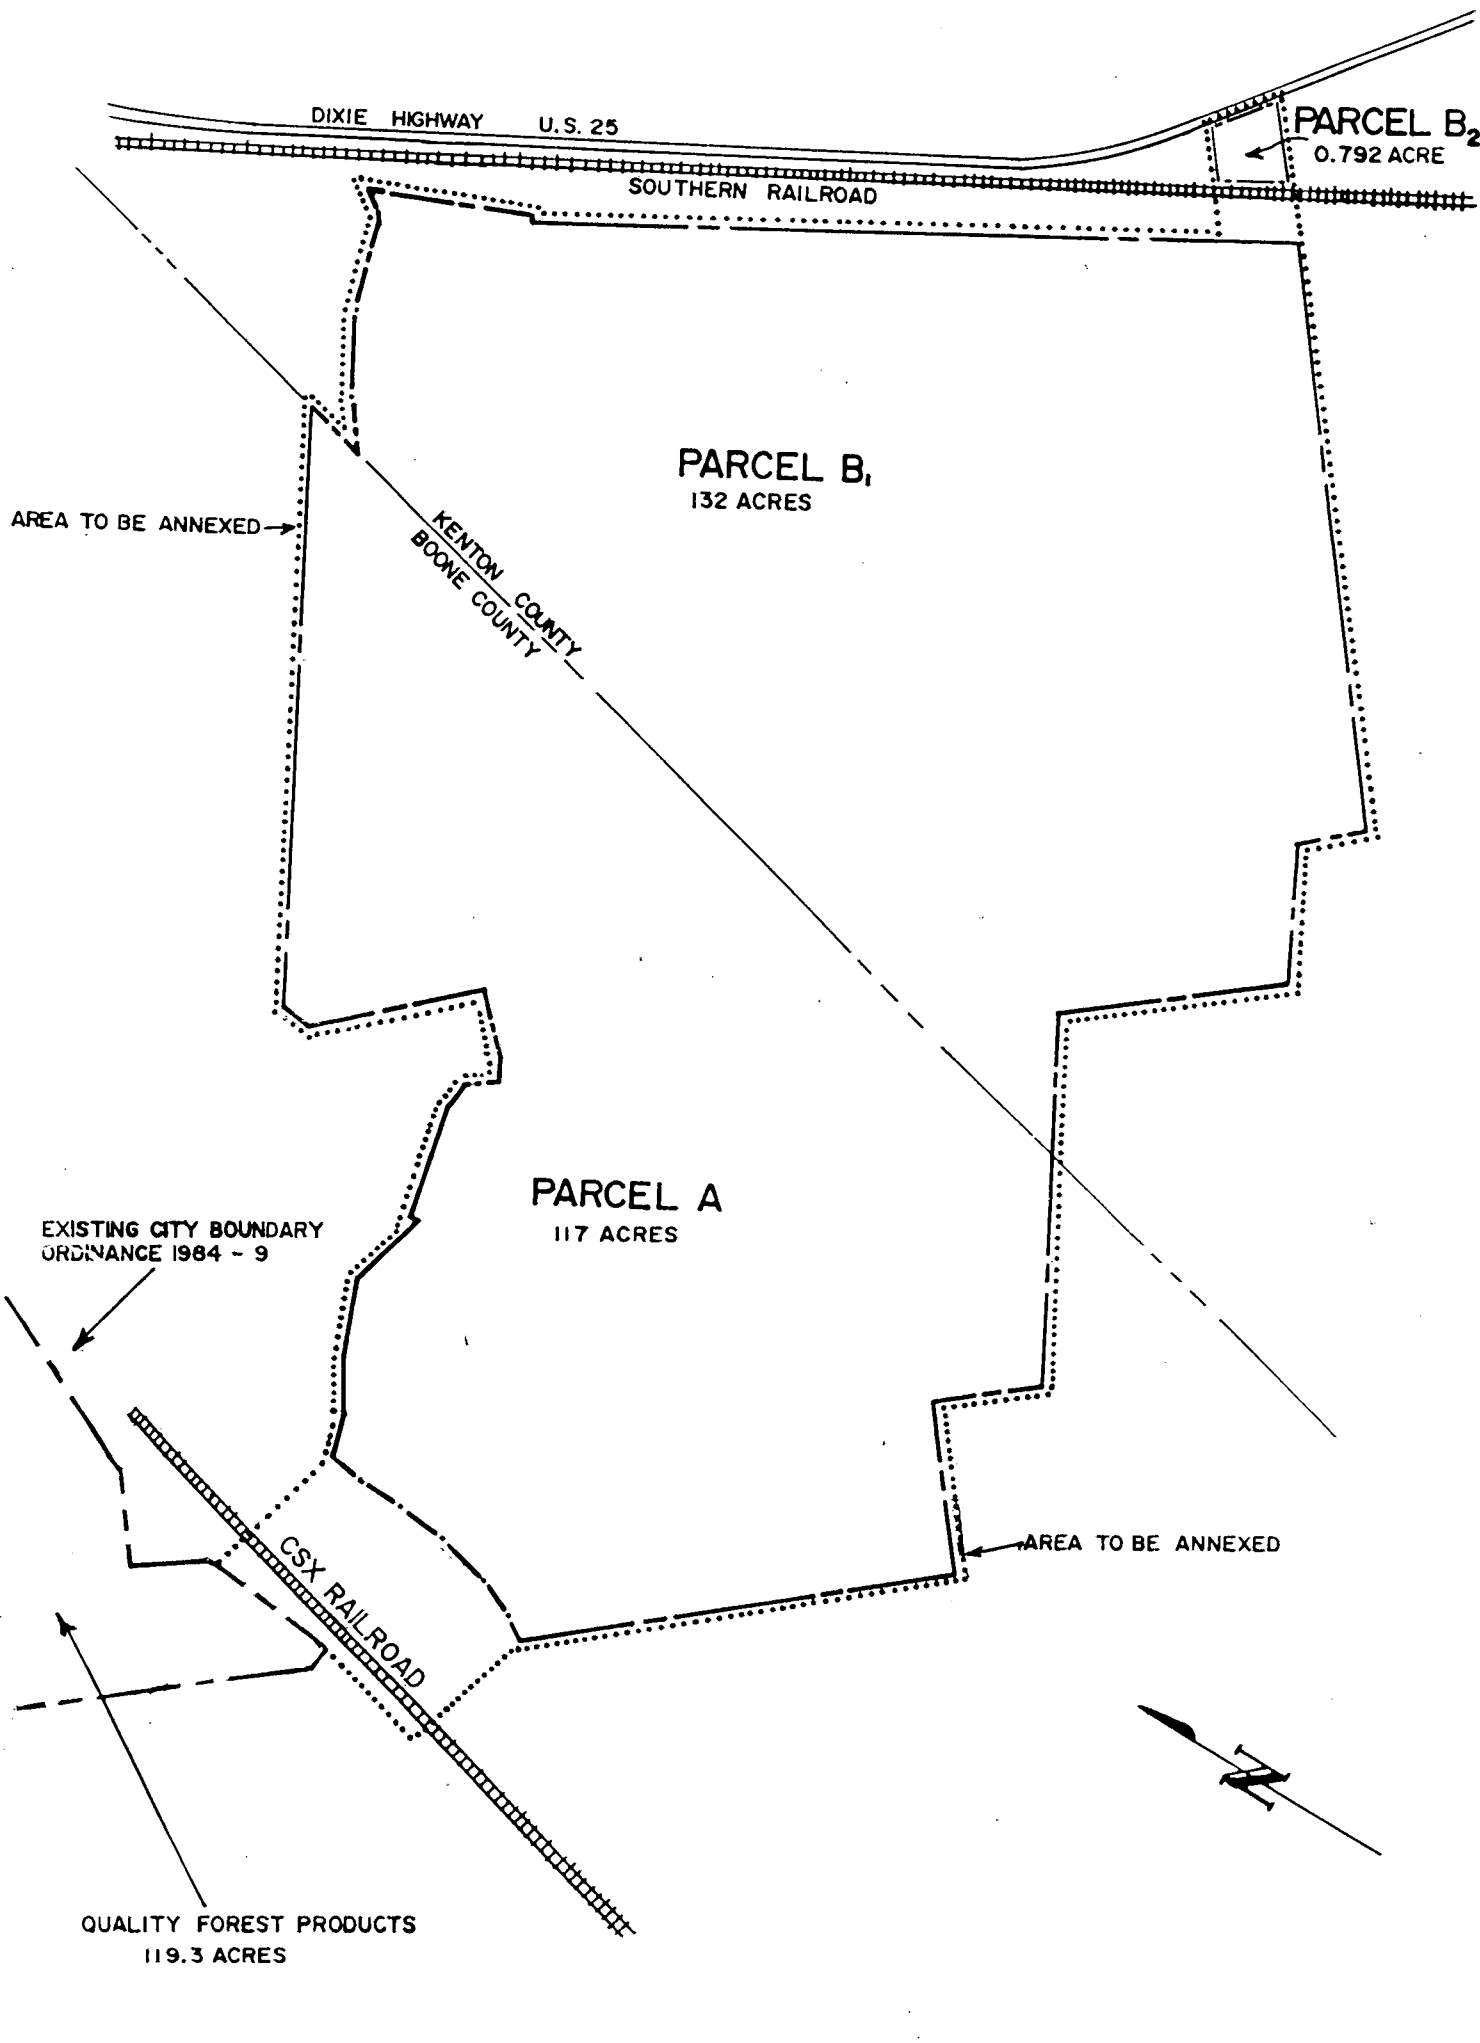 DIXIE HIGHWAY U.S. 25
PARCEL B2
0.792 ACRE
SOUTHERN RAILROAD
PARCEL B1
132 ACRES
AREA TO BE ANNEXED
KENTON COUNTY
BOONE COUNTY
PARCEL A
117 ACRES
EXISTING CITY BOUNDARY
ORDINANCE 1984 - 9
CSX RAILROAD
AREA TO BE ANNEXED
N
QUALITY FOREST PRODUCTS
119.3 ACRES